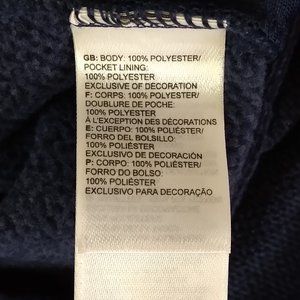 GB: BODY: 100% POLYESTER/
POCKET LINING:
100% POLYESTER
EXCLUSIVE OF DECORATION
F: CORPS: 100% POLYESTER/
DOUBLURE DE POCHE:
100% POLYESTER
À L'EXCEPTION DES DÉCORATIONS
E: CUERPO: 100% POLIÉSTER/
FORRO DEL BOLSILLO:
100% POLIÉSTER
EXCLUSIVO DE DECORACIÓN
P: CORPO: 100% POLIÉSTER/
FORRO DO BOLSO:
100% POLIÉSTER
EXCLUSIVO PARA DECORAÇÃO